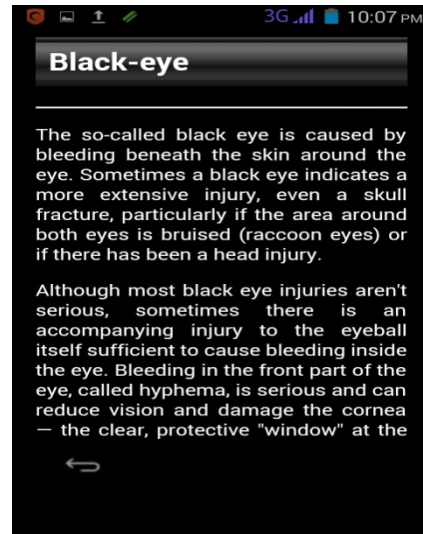 3G 10:07 PM
Black-eye
The so-called black eye is caused by
bleeding beneath the skin around the
eye. Sometimes a black eye indicates a
more extensive injury, even a skull
fracture, particularly if the area around
both eyes is bruised (raccoon eyes) or
if there has been a head injury.
Although most black eye injuries aren't
serious, sometimes there is an
accompanying injury to the eyeball
itself sufficient to cause bleeding inside
the eye. Bleeding in the front part of the
eye, called hyphema, is serious and can
reduce vision and damage the cornea
— the clear, protective "window" at the